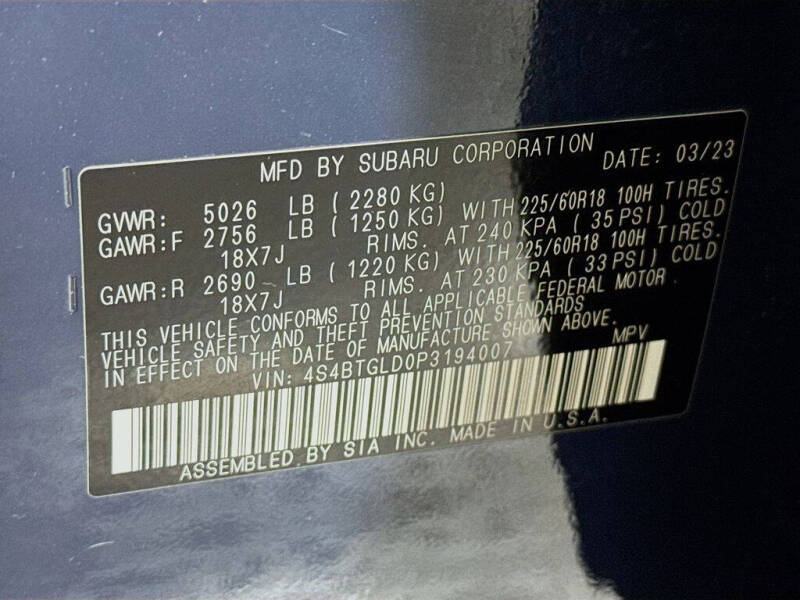 MFD BY SUBARU CORPORATION DATE: 03/23
GVWR: 5026 LB (2280 KG)
GAWR:F 2756 LB (1250 KG) WITH 225/60R18 100H TIRES.
18X7J RIMS. AT 240 KPA (35 PSI) COLD
GAWR:R 2690 LB (1220 KG) WITH 225/60R18 100H TIRES.
18X7J RIMS. AT 230 KPA (33 PSI) COLD
THIS VEHICLE CONFORMS TO ALL APPLICABLE FEDERAL MOTOR
VEHICLE SAFETY AND THEFT PREVENTION STANDARDS
IN EFFECT ON THE DATE OF MANUFACTURE SHOWN ABOVE.
VIN: 4S4BTGLD0P3194007 MPV
ASSEMBLED BY SIA INC. MADE IN U.S.A.